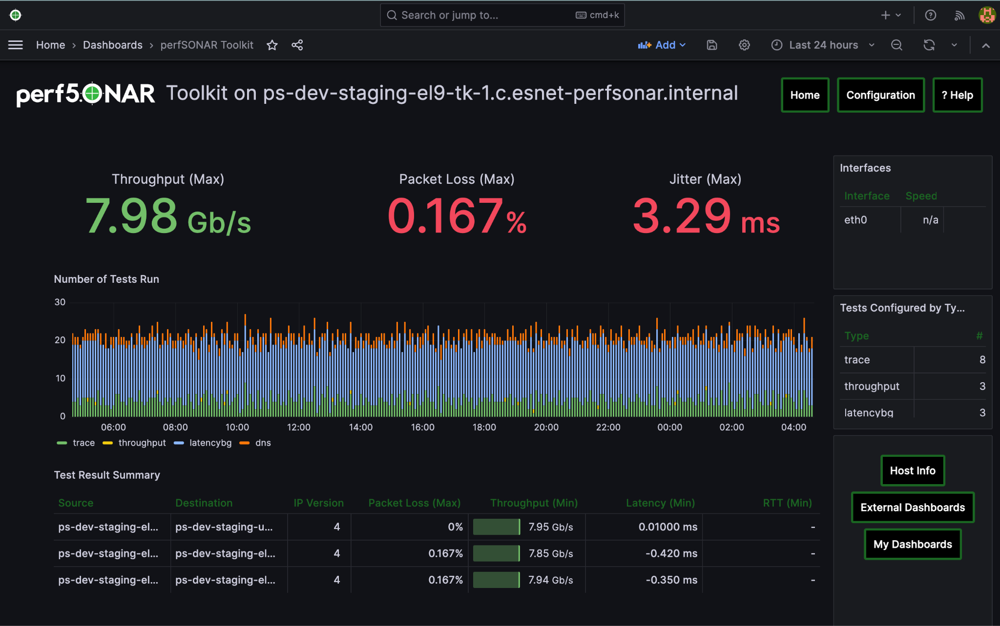 Search or jump to... cmd+k
Home › Dashboards › perfSONAR Toolkit Add Last 24 hours
perfSONAR Toolkit on ps-dev-staging-el9-tk-1.c.esnet-perfsonar.internal Home Configuration ? Help
Throughput (Max) Packet Loss (Max) Jitter (Max)
7.98 Gb/s 0.167% 3.29 ms
Interfaces
Interface Speed
eth0 n/a
Number of Tests Run
30
20
10
0
06:00 08:00 10:00 12:00 14:00 16:00 18:00 20:00 22:00 00:00 02:00 04:00
trace throughput latencybg dns
Tests Configured by Ty...
Type #
trace 8
throughput 3
latencybg 3
Test Result Summary
Source Destination IP Version Packet Loss (Max) Throughput (Min) Latency (Min) RTT (Min)
ps-dev-staging-el... ps-dev-staging-u... 4 0% 7.95 Gb/s 0.01000 ms -
ps-dev-staging-el... ps-dev-staging-el... 4 0.167% 7.85 Gb/s -0.420 ms -
ps-dev-staging-el... ps-dev-staging-el... 4 0.167% 7.94 Gb/s -0.350 ms -
Host Info
External Dashboards
My Dashboards